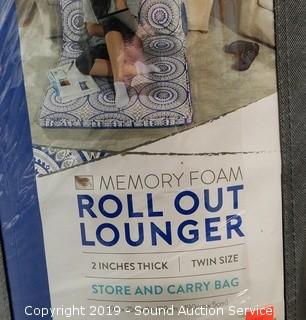 MEMORY FOAM
ROLL OUT
LOUNGER
2 INCHES THICK | TWIN SIZE
STORE AND CARRY BAG
Copyright 2019 - Sound Auction Service